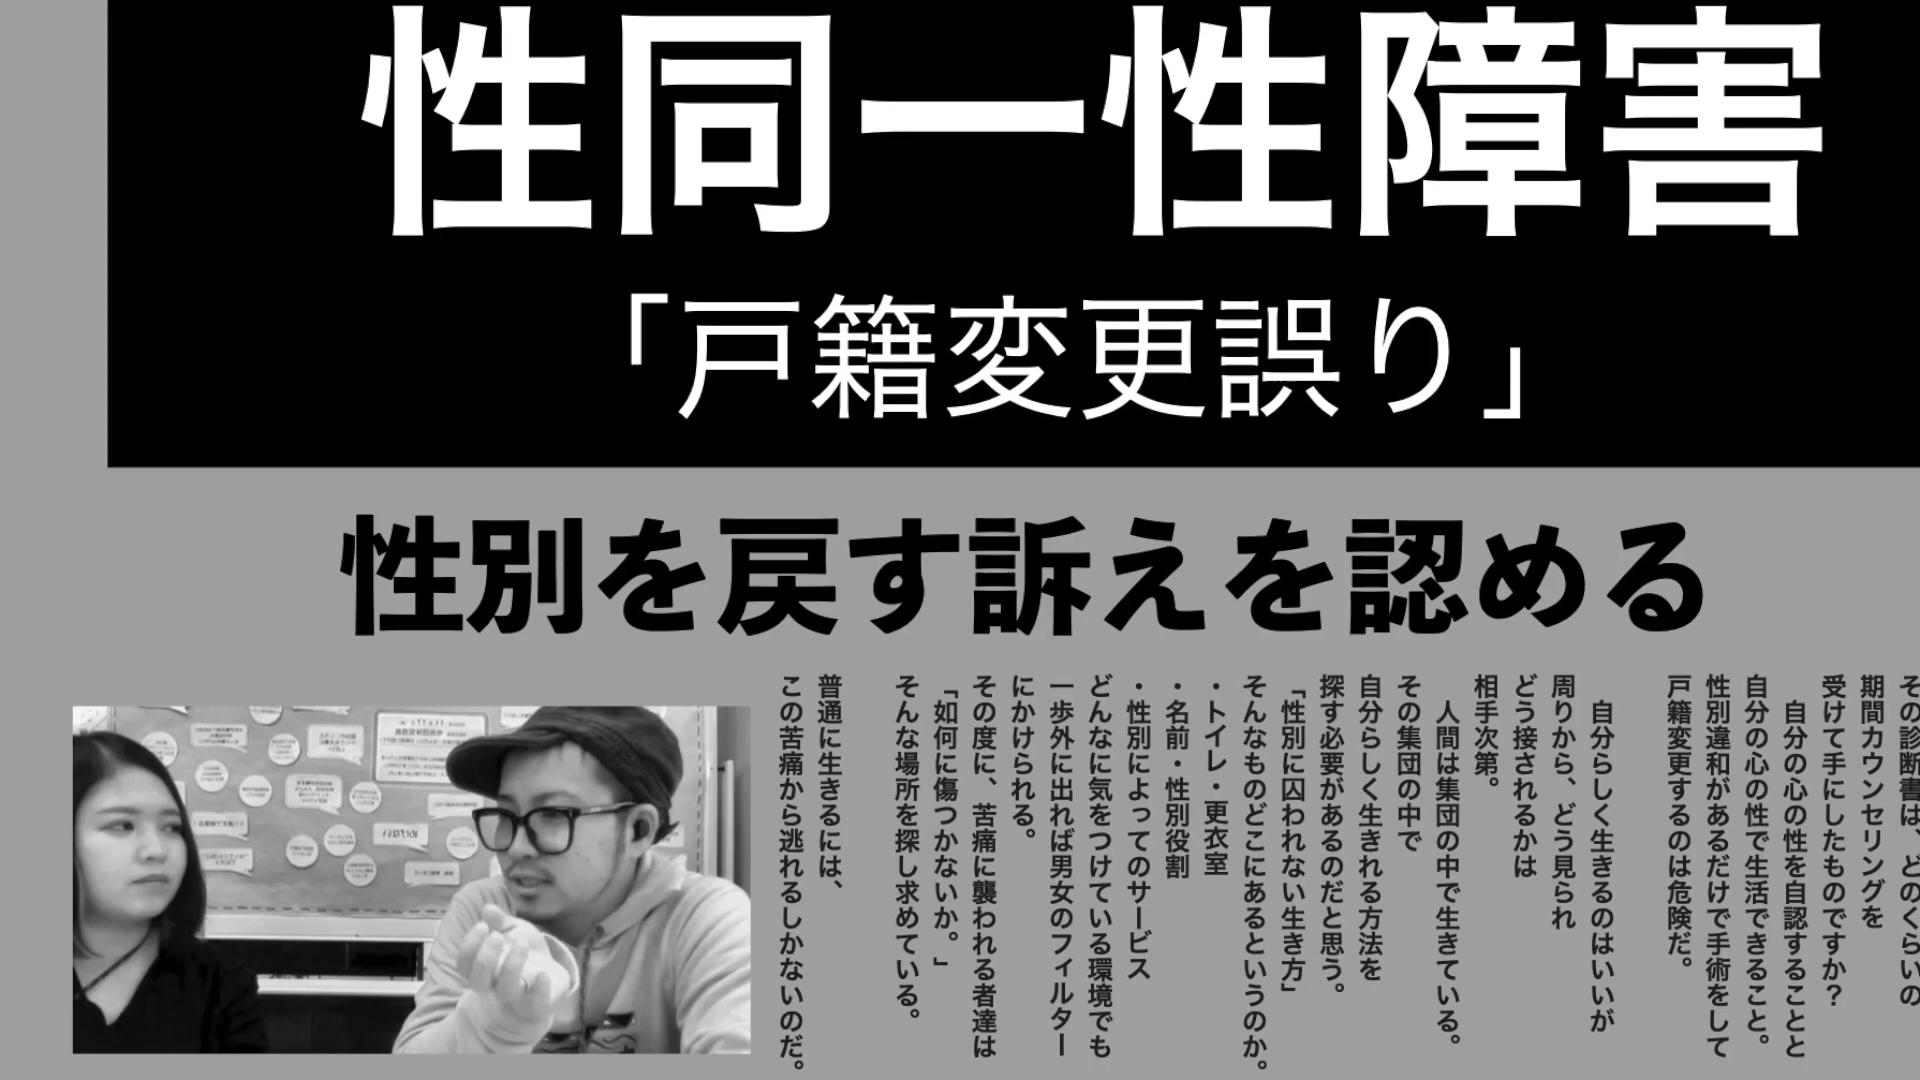 性同一性障害
「戸籍変更誤り」
性別を戻す訴えを認める
その診断書は、どのくらいの
期間カウンセリングを
受けて手にしたものですか？
自分の心の性を自認することと
自分の心の性で生活できること。
性別違和があるだけで手術をして
戸籍変更するのは危険だ。
自分らしく生きるのはいいが
周りから、どう見られ
どう接されるかは
相手次第。
人間は集団の中で生きている。
その集団の中で
自分らしく生きれる方法を
探す必要があるのだと思う。
「性別に囚われない生き方」
そんなものどこにあるというのか。
・トイレ・更衣室
・名前・性別役割
・性別によってのサービス
どんなに気をつけている環境でも
一歩外に出れば男女のフィルター
にかけられる。
その度に、苦痛に襲われる者達は
「如何に傷つかないか。」
そんな場所を探し求めている。
普通に生きるには、
この苦痛から逃れるしかないのだ。